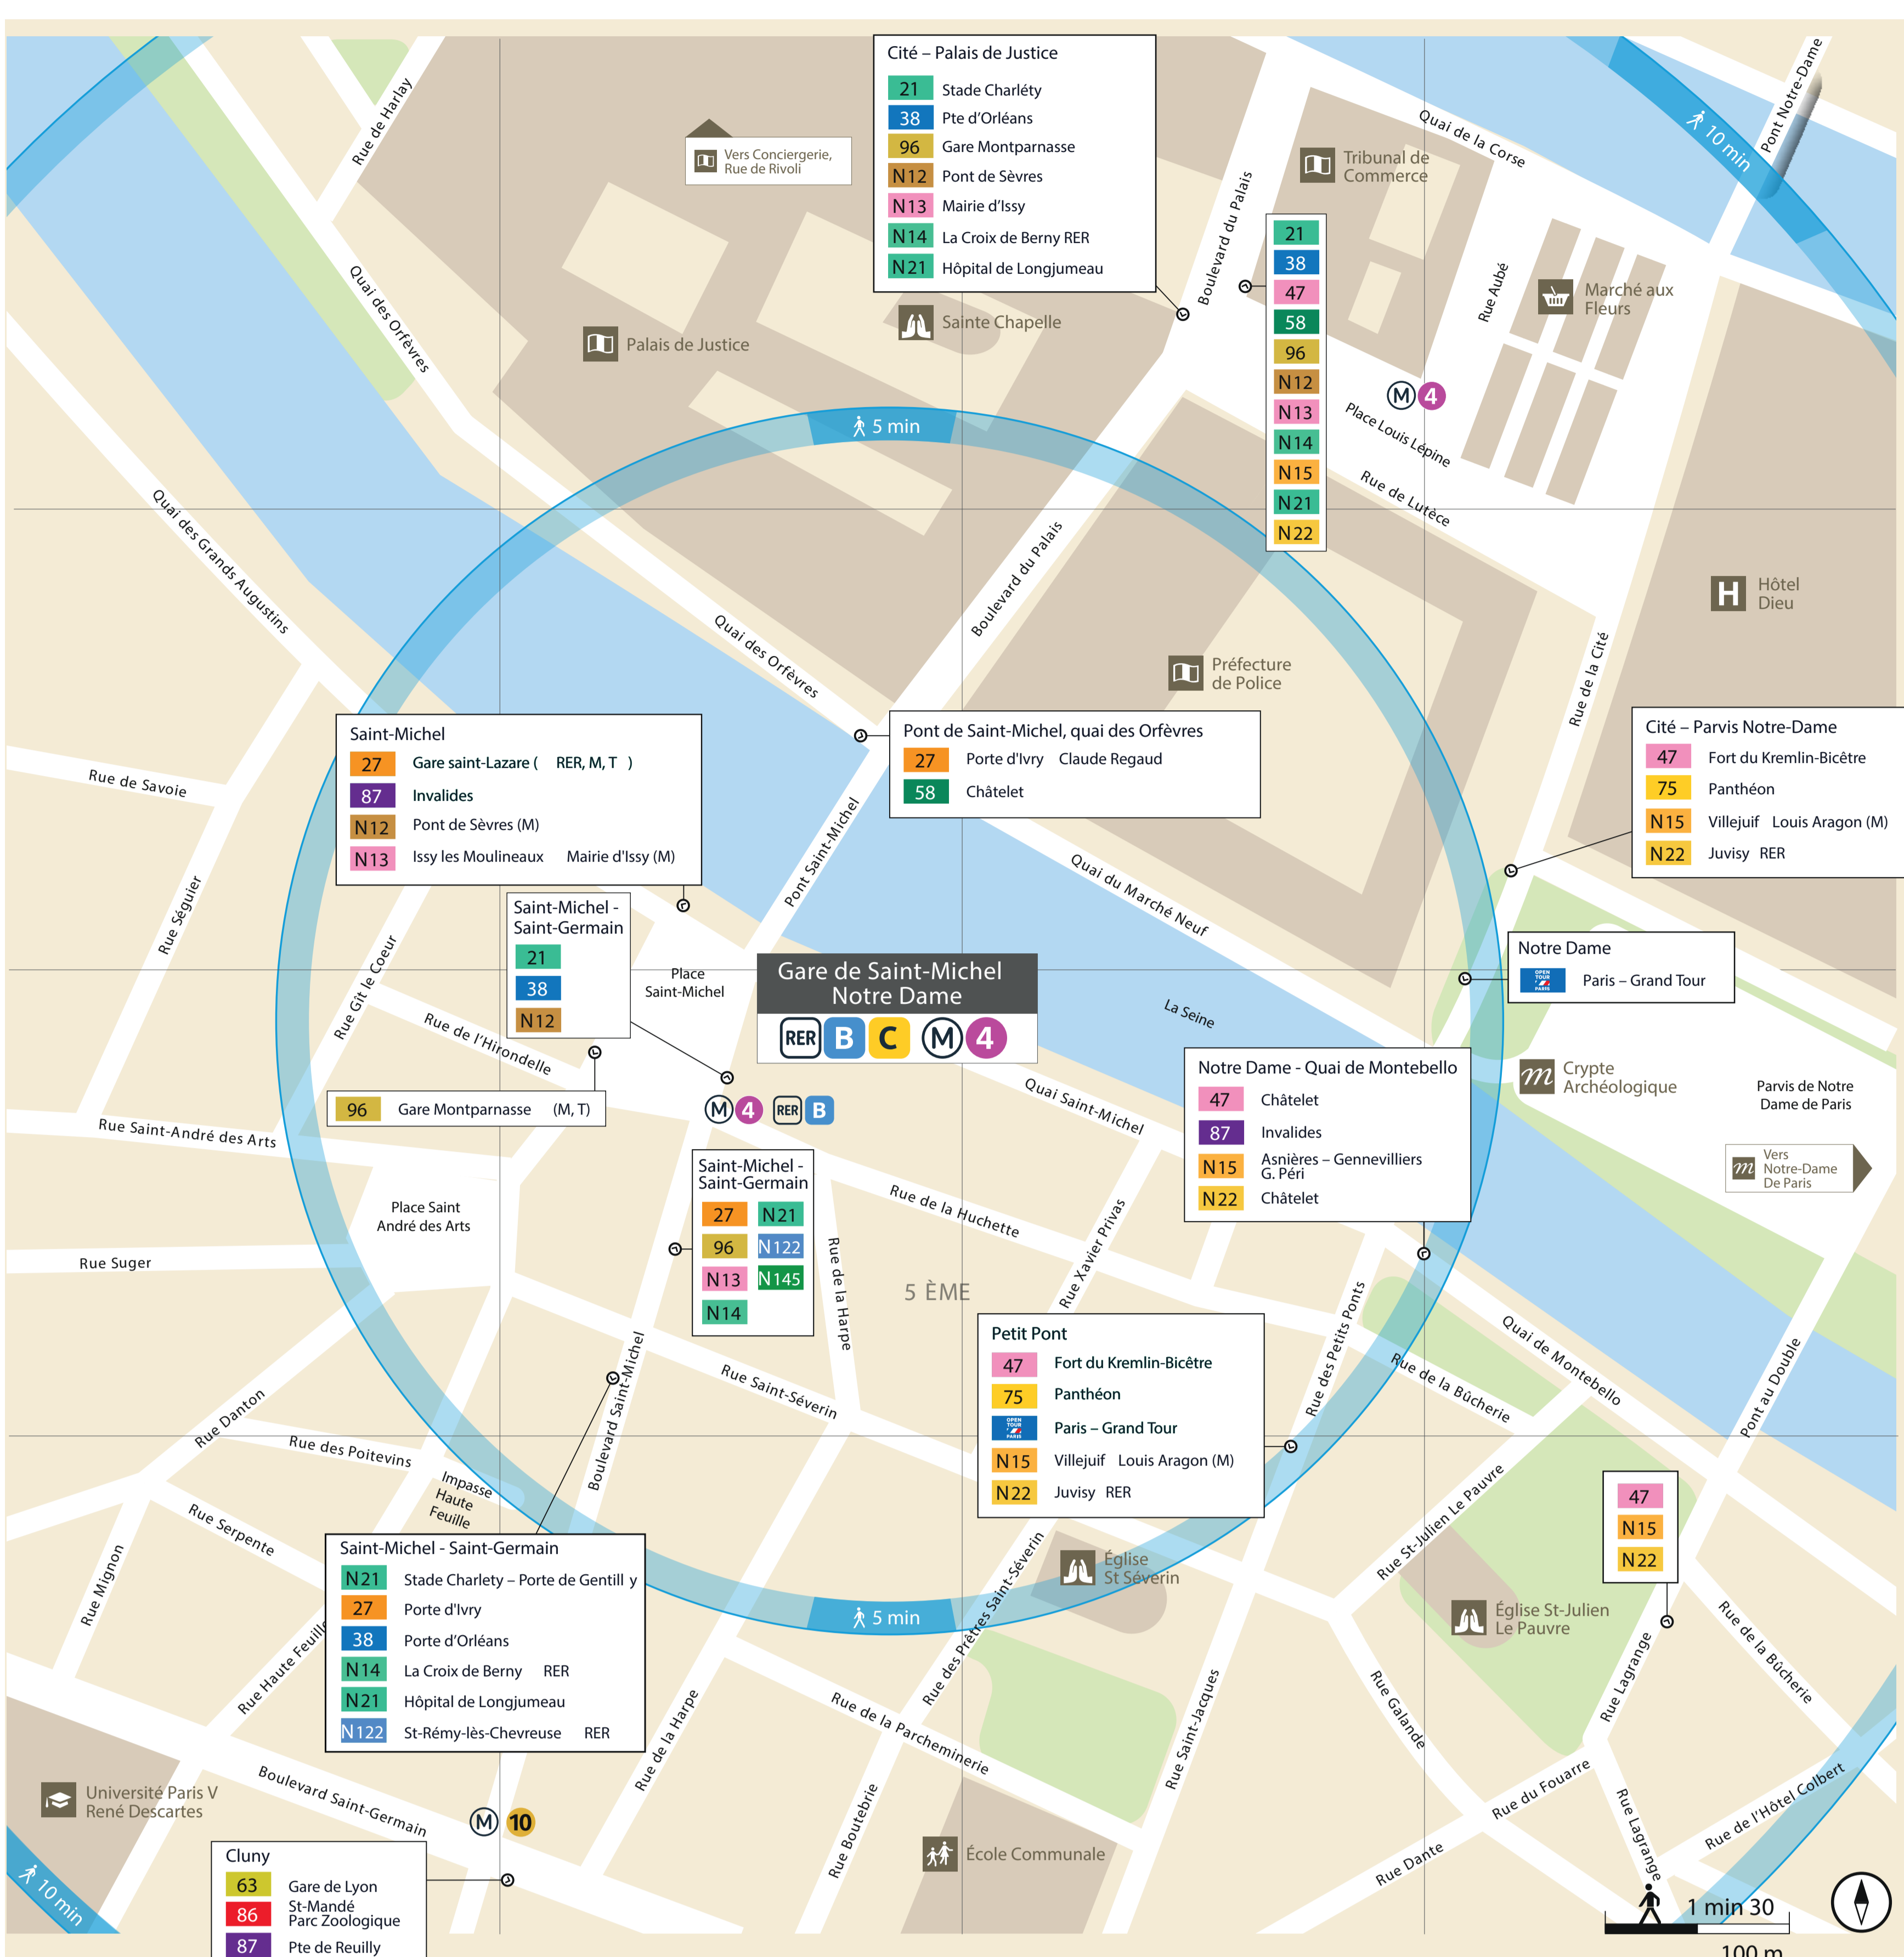 Cité – Palais de Justice
21 Stade Charléty
38 Pte d'Orléans
96 Gare Montparnasse
N12 Pont de Sèvres
N13 Mairie d'Issy
N14 La Croix de Berny RER
N21 Hôpital de Longjumeau
Rue de Harlay
Vers Conciergerie,
Rue de Rivoli
Boulevard du Palais
Tribunal de
Commerce
Quai de la Corse
10 min
Pont Notre-Dame
21
38
47
58
96
N12
N13
N14
N15
N21
N22
Rue Aubé
Marché aux
Fleurs
Quai des Orfèvres
Palais de Justice
Sainte Chapelle
M 4
Place Louis Lépine
Rue de Lutèce
5 min
Quai des Grands Augustins
Boulevard du Palais
Quai des Orfèvres
Préfecture
de Police
H
Hôtel
Dieu
Rue de la Cité
Saint-Michel
27 Gare saint-Lazare ( RER, M, T )
87 Invalides
N12 Pont de Sèvres (M)
N13 Issy les Moulineaux Mairie d'Issy (M)
Pont de Saint-Michel, quai des Orfèvres
27 Porte d'Ivry Claude Regaud
58 Châtelet
Cité – Parvis Notre-Dame
47 Fort du Kremlin-Bicêtre
75 Panthéon
N15 Villejuif Louis Aragon (M)
N22 Juvisy RER
Rue de Savoie
Rue Séguier
Rue Gît le Coeur
Pont Saint-Michel
Quai du Marché Neuf
Saint-Michel -
Saint-Germain
21
38
N12
Place
Saint-Michel
Gare de Saint-Michel
Notre Dame
RER B C M 4
La Seine
Notre Dame
OPEN TOUR PARIS Paris – Grand Tour
Rue de l'Hirondelle
96 Gare Montparnasse (M, T)
M 4 RER B
Quai Saint-Michel
Notre Dame - Quai de Montebello
47 Châtelet
87 Invalides
N15 Asnières – Gennevilliers
G. Péri
N22 Châtelet
m Crypte
Archéologique
Parvis de Notre
Dame de Paris
m Vers
Notre-Dame
De Paris
Rue Saint-André des Arts
Place Saint
André des Arts
Rue Suger
Saint-Michel -
Saint-Germain
27 N21
96 N122
N13 N145
N14
Rue de la Harpe
Rue de la Huchette
5 ÈME
Rue Xavier Privas
Rue des Petits Ponts
Petit Pont
47 Fort du Kremlin-Bicêtre
75 Panthéon
OPEN TOUR PARIS Paris – Grand Tour
N15 Villejuif Louis Aragon (M)
N22 Juvisy RER
Rue de la Bûcherie
Quai de Montebello
Pont au Double
Rue Danton
Rue des Poitevins
Impasse
Haute
Feuille
Boulevard Saint-Michel
Rue Saint-Séverin
Rue Serpente
Rue Mignon
Rue Haute Feuille
Saint-Michel - Saint-Germain
N21 Stade Charlety – Porte de Gentill y
27 Porte d'Ivry
38 Porte d'Orléans
N14 La Croix de Berny RER
N21 Hôpital de Longjumeau
N122 St-Rémy-lès-Chevreuse RER
5 min
Rue des Prêtres Saint-Séverin
Église
St Séverin
Rue St-Julien Le Pauvre
Église St-Julien
Le Pauvre
47
N15
N22
Rue Lagrange
Rue de la Bûcherie
Rue de la Harpe
Rue de la Parcheminerie
Rue Saint-Jacques
Rue Galande
Université Paris V
René Descartes
Boulevard Saint-Germain
M 10
Rue Boutebrie
École Communale
Rue Dante
Rue du Fouarre
Rue Lagrange
Rue de l'Hôtel Colbert
10 min
Cluny
63 Gare de Lyon
86 St-Mandé
Parc Zoologique
87 Pte de Reuilly
1 min 30
100 m